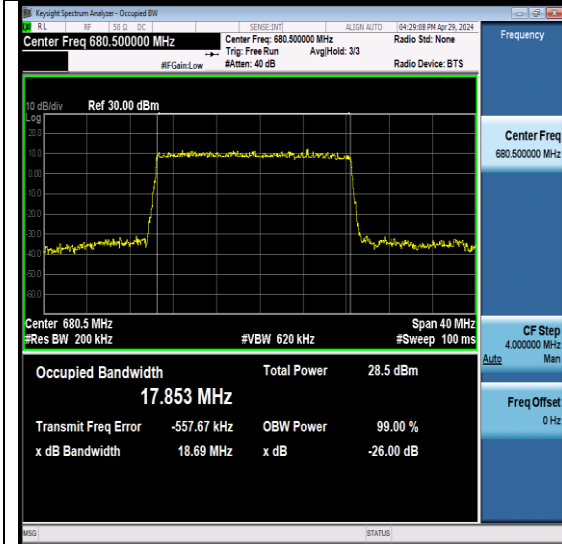 Keysight Spectrum Analyzer - Occupied BW
RL RF 50 Ω DC SENSE:INT ALIGN AUTO 04:29:08 PM Apr 29, 2024
Center Freq 680.500000 MHz Center Freq: 680.500000 MHz Radio Std: None Frequency
Trig: Free Run Avg|Hold: 3/3
#IFGain:Low #Atten: 40 dB Radio Device: BTS
10 dB/div Ref 30.00 dBm
Log
20.0
10.0
0.00
-10.0
-20.0
-30.0
-40.0
-50.0
-60.0
Center Freq
680.500000 MHz
Center 680.5 MHz Span 40 MHz
#Res BW 200 kHz #VBW 620 kHz #Sweep 100 ms
CF Step
4.000000 MHz
Auto Man
Occupied Bandwidth Total Power 28.5 dBm
17.853 MHz
Transmit Freq Error -557.67 kHz OBW Power 99.00 %
x dB Bandwidth 18.69 MHz x dB -26.00 dB
Freq Offset
0 Hz
MSG STATUS